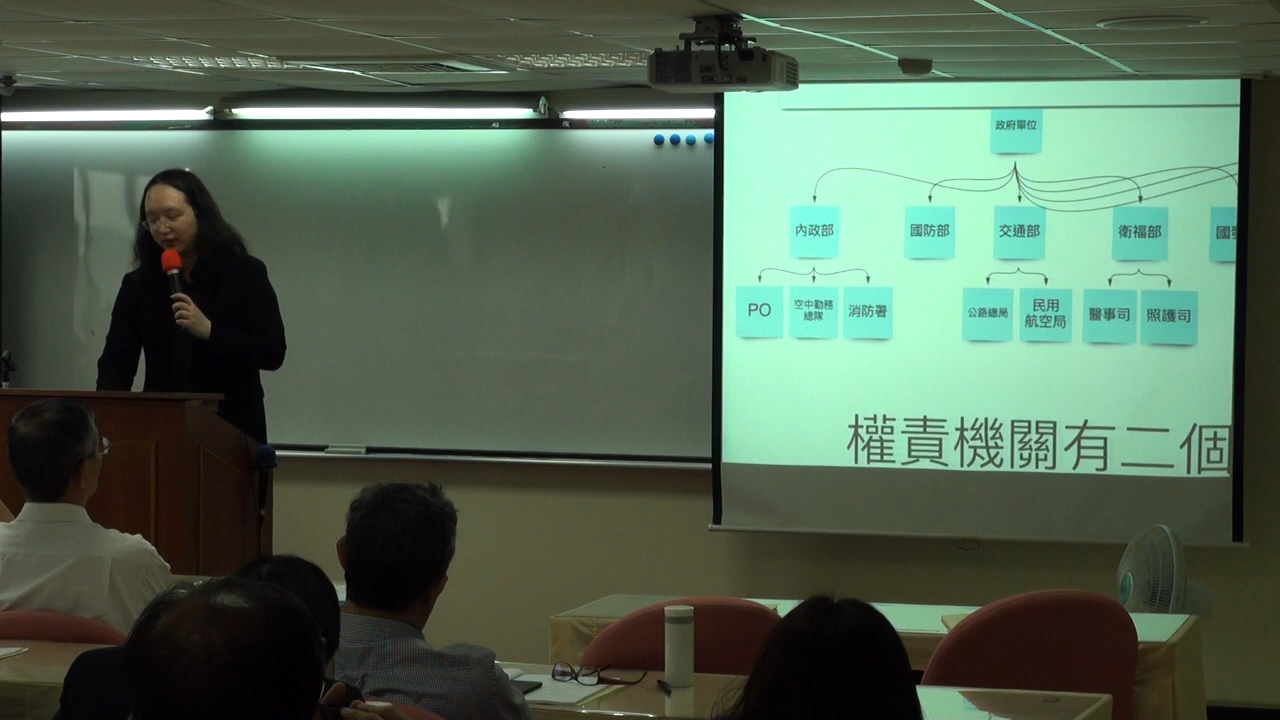 政府單位
內政部
國防部
交通部
衛福部
國
PO
空中勤務
總隊
消防署
公路總局
民用
航空局
醫事司
照護司
權責機關有二個